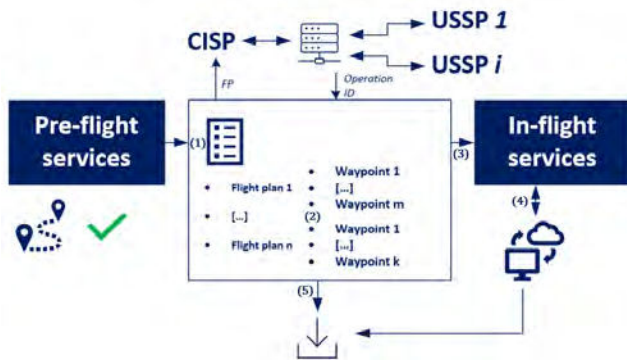 USSP 1
CISP
USSP i
FP
Operation
ID
Pre-flight
services
(1)
In-flight
services
(3)
Waypoint 1
Flight plan 1
[...]
Waypoint m
[...]
(2)
Waypoint 1
[...]
Flight plan n
Waypoint k
(4)
(5)